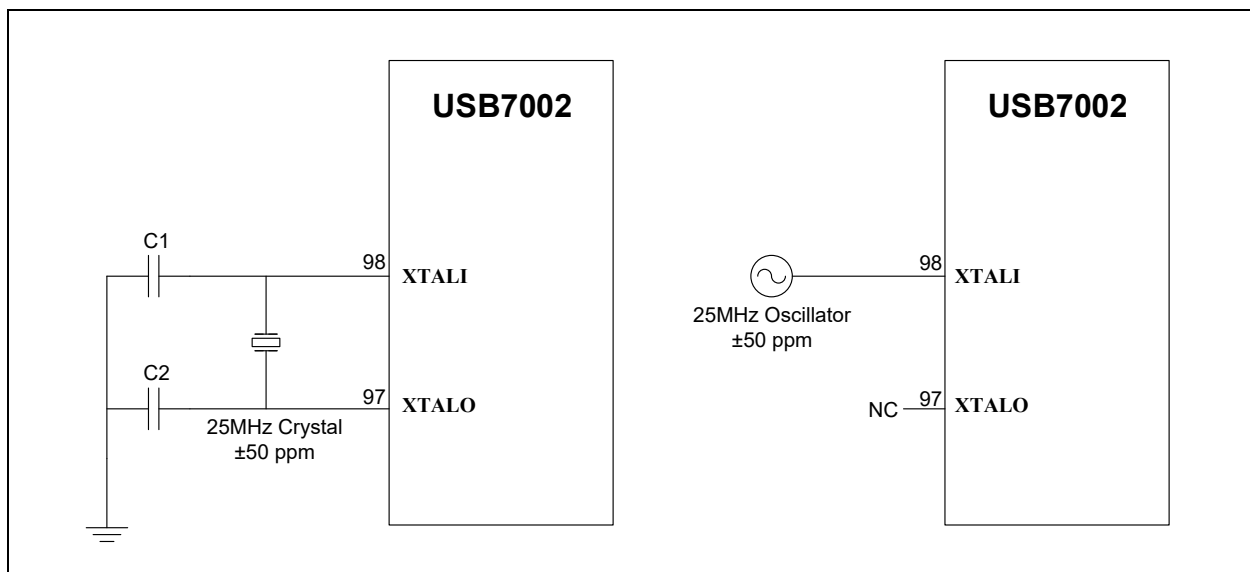 USB7002
C1
98
XTALI
C2
97
XTALO
25MHz Crystal
±50 ppm
USB7002
98
XTALI
25MHz Oscillator
±50 ppm
NC
97
XTALO